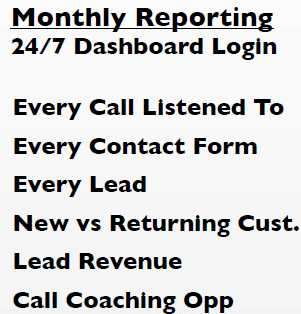 Monthly Reporting
24/7 Dashboard Login
Every Call Listened To
Every Contact Form
Every Lead
New vs Returning Cust.
Lead Revenue
Call Coaching Opp